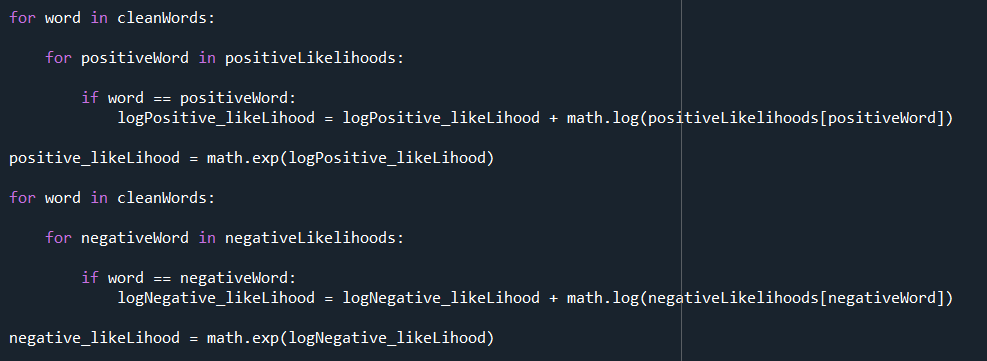 for word in cleanWords:
for positiveWord in positiveLikelihoods:
if word == positiveWord:
logPositive_likeLihood = logPositive_likeLihood + math.log(positiveLikelihoods[positiveWord])
positive_likeLihood = math.exp(logPositive_likeLihood)
for word in cleanWords:
for negativeWord in negativeLikelihoods:
if word == negativeWord:
logNegative_likeLihood = logNegative_likeLihood + math.log(negativeLikelihoods[negativeWord])
negative_likeLihood = math.exp(logNegative_likeLihood)